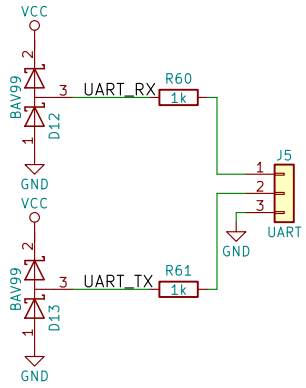 VCC
2
BAV99
3
UART_RX
R60
1k
D12
1
GND
J5
1
2
3
UART
GND
VCC
2
BAV99
3
UART_TX
R61
1k
D13
1
GND